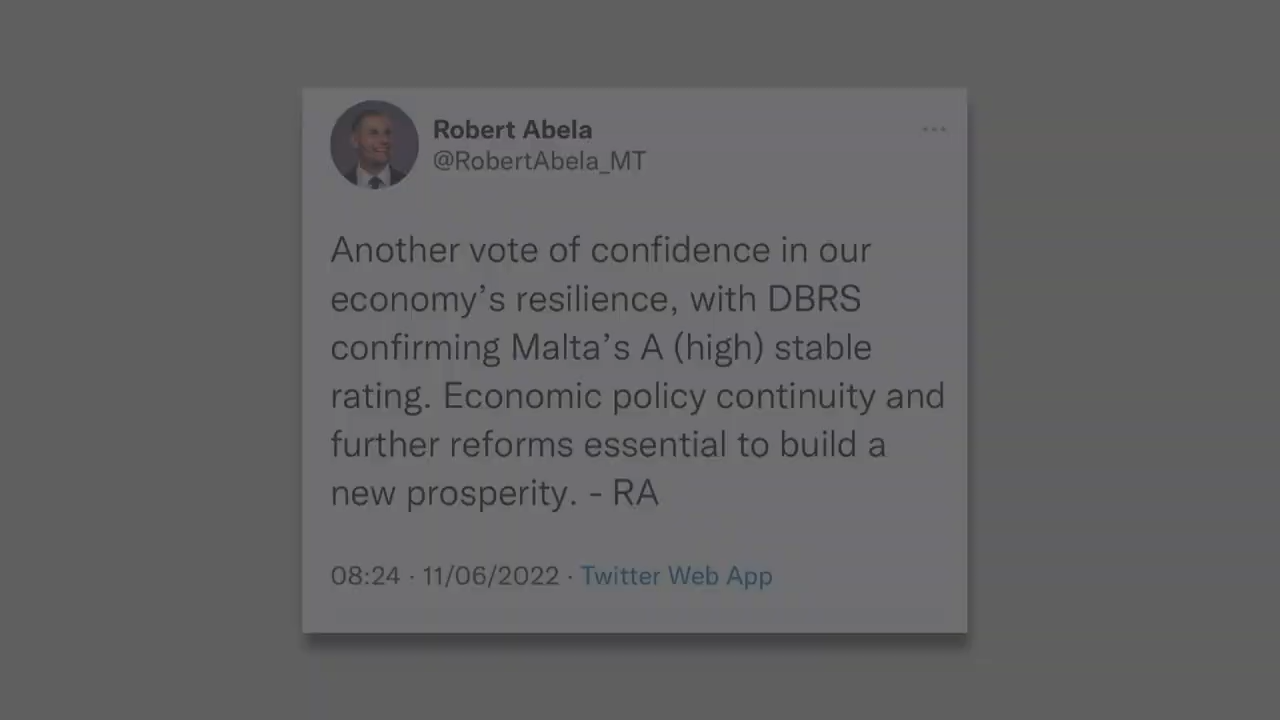 Robert Abela
@RobertAbela_MT
Another vote of confidence in our
economy’s resilience, with DBRS
confirming Malta’s A (high) stable
rating. Economic policy continuity and
further reforms essential to build a
new prosperity. - RA
08:24 · 11/06/2022 · Twitter Web App